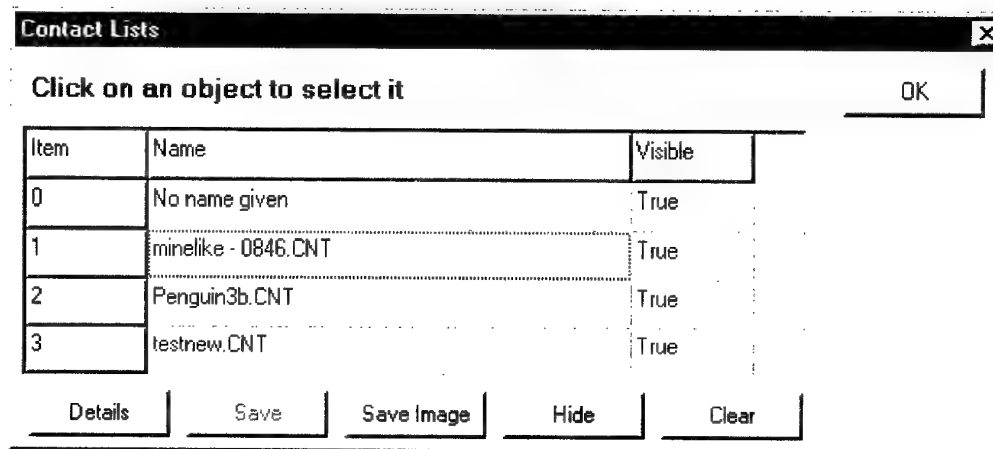 Contact Lists
Click on an object to select it
OK
Item Name Visible
0 No name given True
1 minelike - 0846.CNT True
2 Penguin3b.CNT True
3 testnew.CNT True
Details Save Save Image Hide Clear